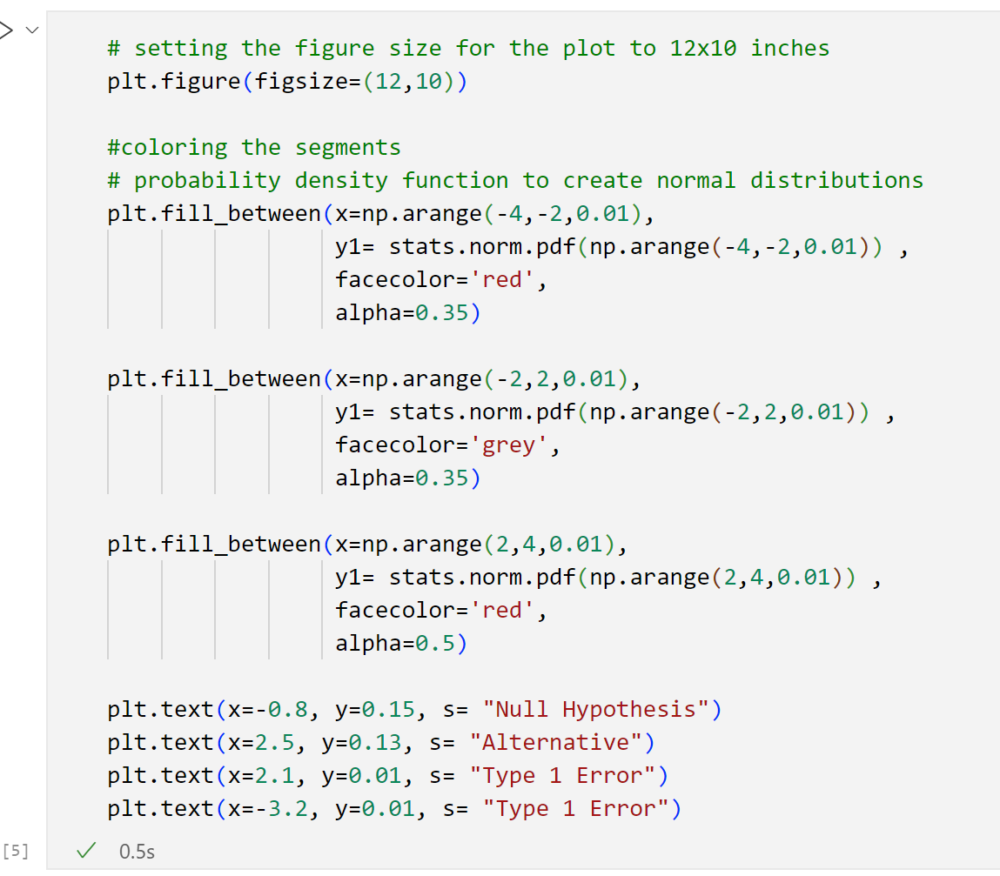 # setting the figure size for the plot to 12x10 inches
plt.figure(figsize=(12,10))
#coloring the segments
# probability density function to create normal distributions
plt.fill_between(x=np.arange(-4,-2,0.01),
y1= stats.norm.pdf(np.arange(-4,-2,0.01)) ,
facecolor='red',
alpha=0.35)
plt.fill_between(x=np.arange(-2,2,0.01),
y1= stats.norm.pdf(np.arange(-2,2,0.01)) ,
facecolor='grey',
alpha=0.35)
plt.fill_between(x=np.arange(2,4,0.01),
y1= stats.norm.pdf(np.arange(2,4,0.01)) ,
facecolor='red',
alpha=0.5)
plt.text(x=-0.8, y=0.15, s= "Null Hypothesis")
plt.text(x=2.5, y=0.13, s= "Alternative")
plt.text(x=2.1, y=0.01, s= "Type 1 Error")
plt.text(x=-3.2, y=0.01, s= "Type 1 Error")
[5] ✓ 0.5s